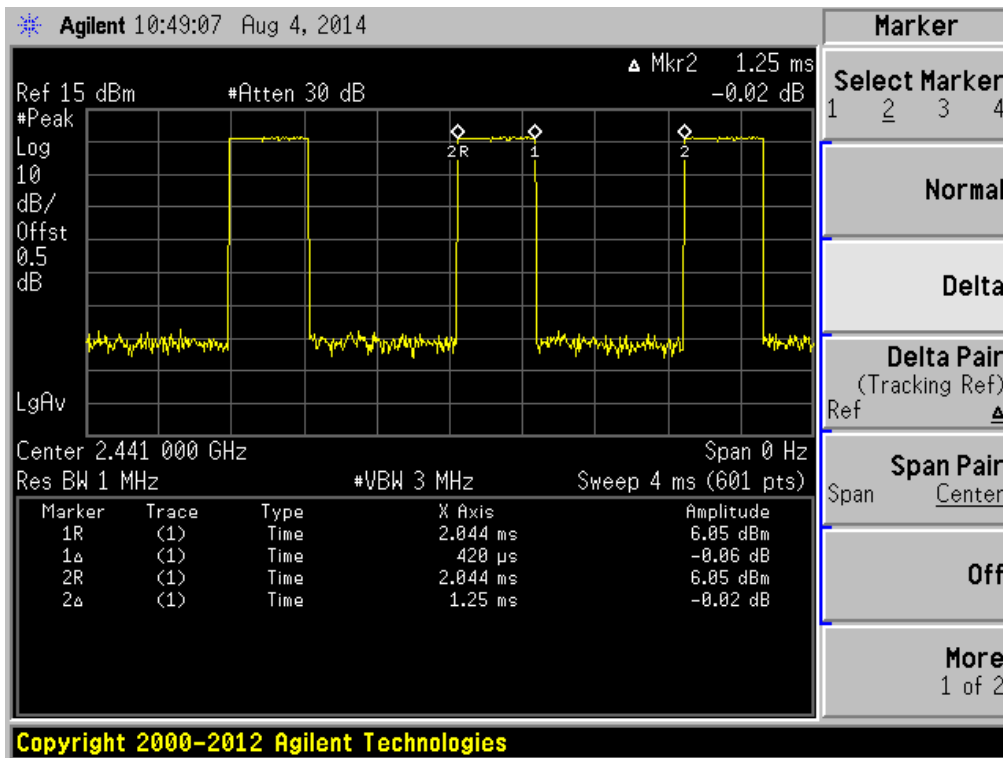 Agilent 10:49:07 Aug 4, 2014
Δ Mkr2 1.25 ms
Ref 15 dBm #Atten 30 dB -0.02 dB
#Peak
Log
10
dB/
Offst
0.5
dB
2R 1 2
LgAv
Center 2.441 000 GHz Span 0 Hz
Res BW 1 MHz #VBW 3 MHz Sweep 4 ms (601 pts)
Marker Trace Type X Axis Amplitude
1R (1) Time 2.044 ms 6.05 dBm
1Δ (1) Time 420 µs -0.06 dB
2R (1) Time 2.044 ms 6.05 dBm
2Δ (1) Time 1.25 ms -0.02 dB
Copyright 2000-2012 Agilent Technologies
Marker
Select Marker
1 2 3 4
Normal
Delta
Delta Pair
(Tracking Ref)
Ref Δ
Span Pair
Span Center
Off
More
1 of 2